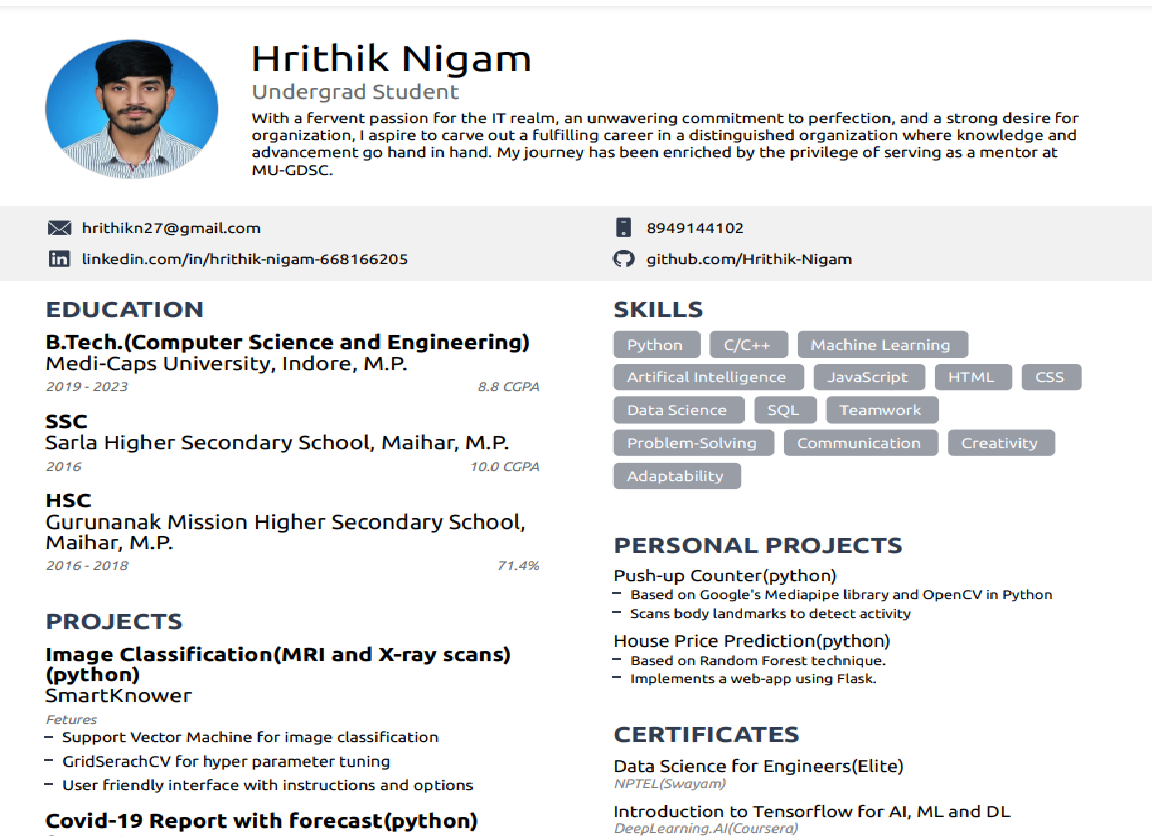 Hrithik Nigam
Undergrad Student
With a fervent passion for the IT realm, an unwavering commitment to perfection, and a strong desire for
organization, I aspire to carve out a fulfilling career in a distinguished organization where knowledge and
advancement go hand in hand. My journey has been enriched by the privilege of serving as a mentor at
MU-GDSC.
hrithikn27@gmail.com
8949144102
linkedin.com/in/hrithik-nigam-668166205
github.com/Hrithik-Nigam
EDUCATION
B.Tech.(Computer Science and Engineering)
Medi-Caps University, Indore, M.P.
2019 - 2023 8.8 CGPA
SSC
Sarla Higher Secondary School, Maihar, M.P.
2016 10.0 CGPA
HSC
Gurunanak Mission Higher Secondary School,
Maihar, M.P.
2016 - 2018 71.4%
PROJECTS
Image Classification(MRI and X-ray scans)
(python)
SmartKnower
Fetures
– Support Vector Machine for image classification
– GridSerachCV for hyper parameter tuning
– User friendly interface with instructions and options
Covid-19 Report with forecast(python)
SKILLS
Python C/C++ Machine Learning
Artifical Intelligence JavaScript HTML CSS
Data Science SQL Teamwork
Problem-Solving Communication Creativity
Adaptability
PERSONAL PROJECTS
Push-up Counter(python)
– Based on Google's Mediapipe library and OpenCV in Python
– Scans body landmarks to detect activity
House Price Prediction(python)
– Based on Random Forest technique.
– Implements a web-app using Flask.
CERTIFICATES
Data Science for Engineers(Elite)
NPTEL(Swayam)
Introduction to Tensorflow for AI, ML and DL
DeepLearning.AI(Coursera)